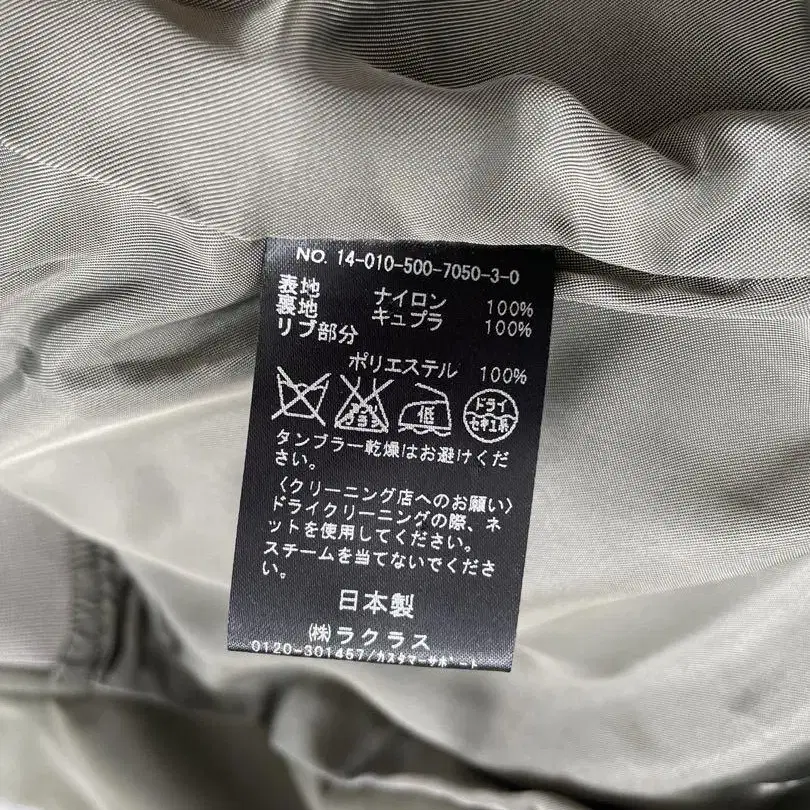 NO. 14-010-500-7050-3-0
表地 ナイロン 100%
裏地 キュプラ 100%
リブ部分
ポリエステル 100%
エンソサラシ 低 ドライ セキユ系
タンブラー乾燥はお避けくだ
さい。
〈クリーニング店へのお願い〉
ドライクリーニングの際、ネ
ットを使用してください。
スチームを当てないでくださ
い。
日本製
㈱ラクラス
0120-301457/カスタマーサポート